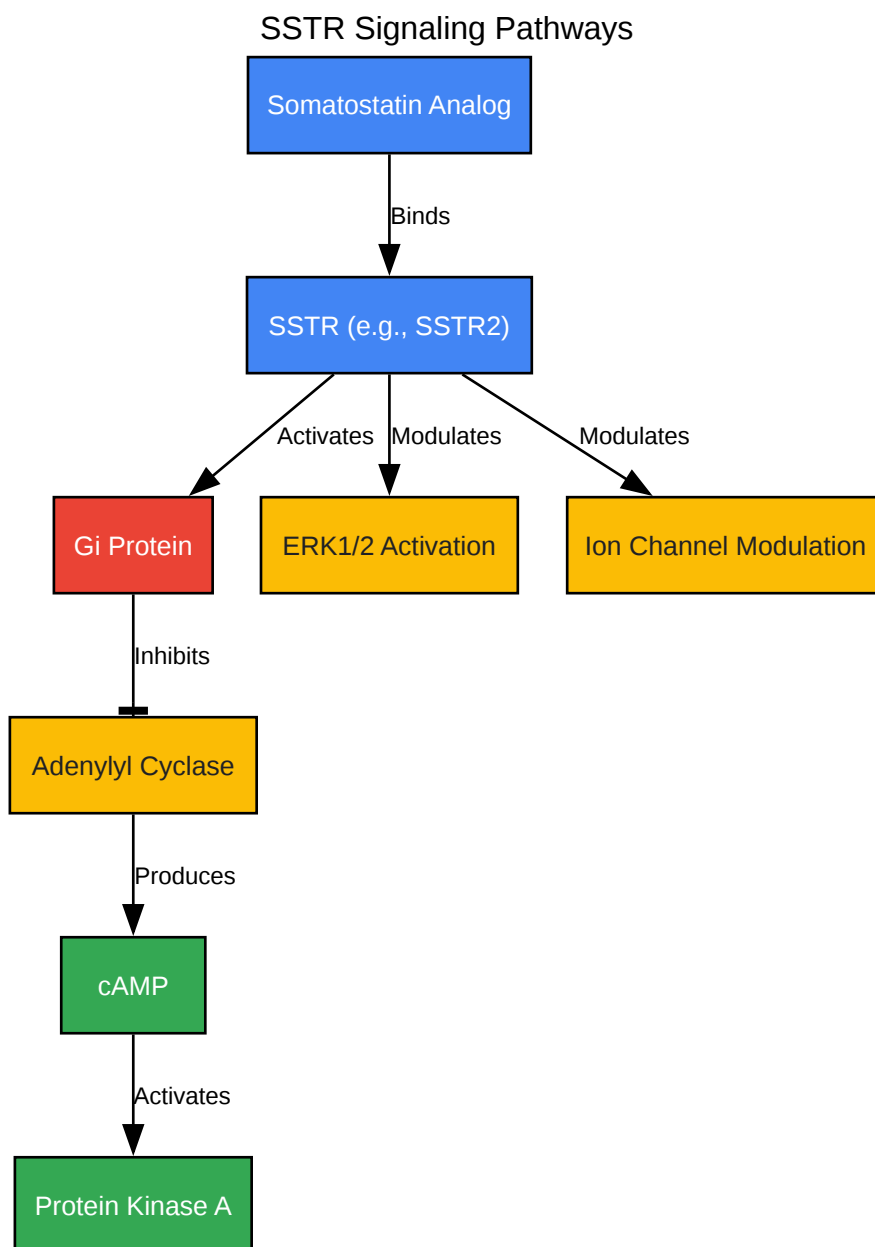 SSTR Signaling Pathways
Somatostatin Analog
Binds
SSTR (e.g., SSTR2)
Activates
Modulates
Modulates
Gi Protein
ERK1/2 Activation
Ion Channel Modulation
Inhibits
Adenylyl Cyclase
Produces
cAMP
Activates
Protein Kinase A